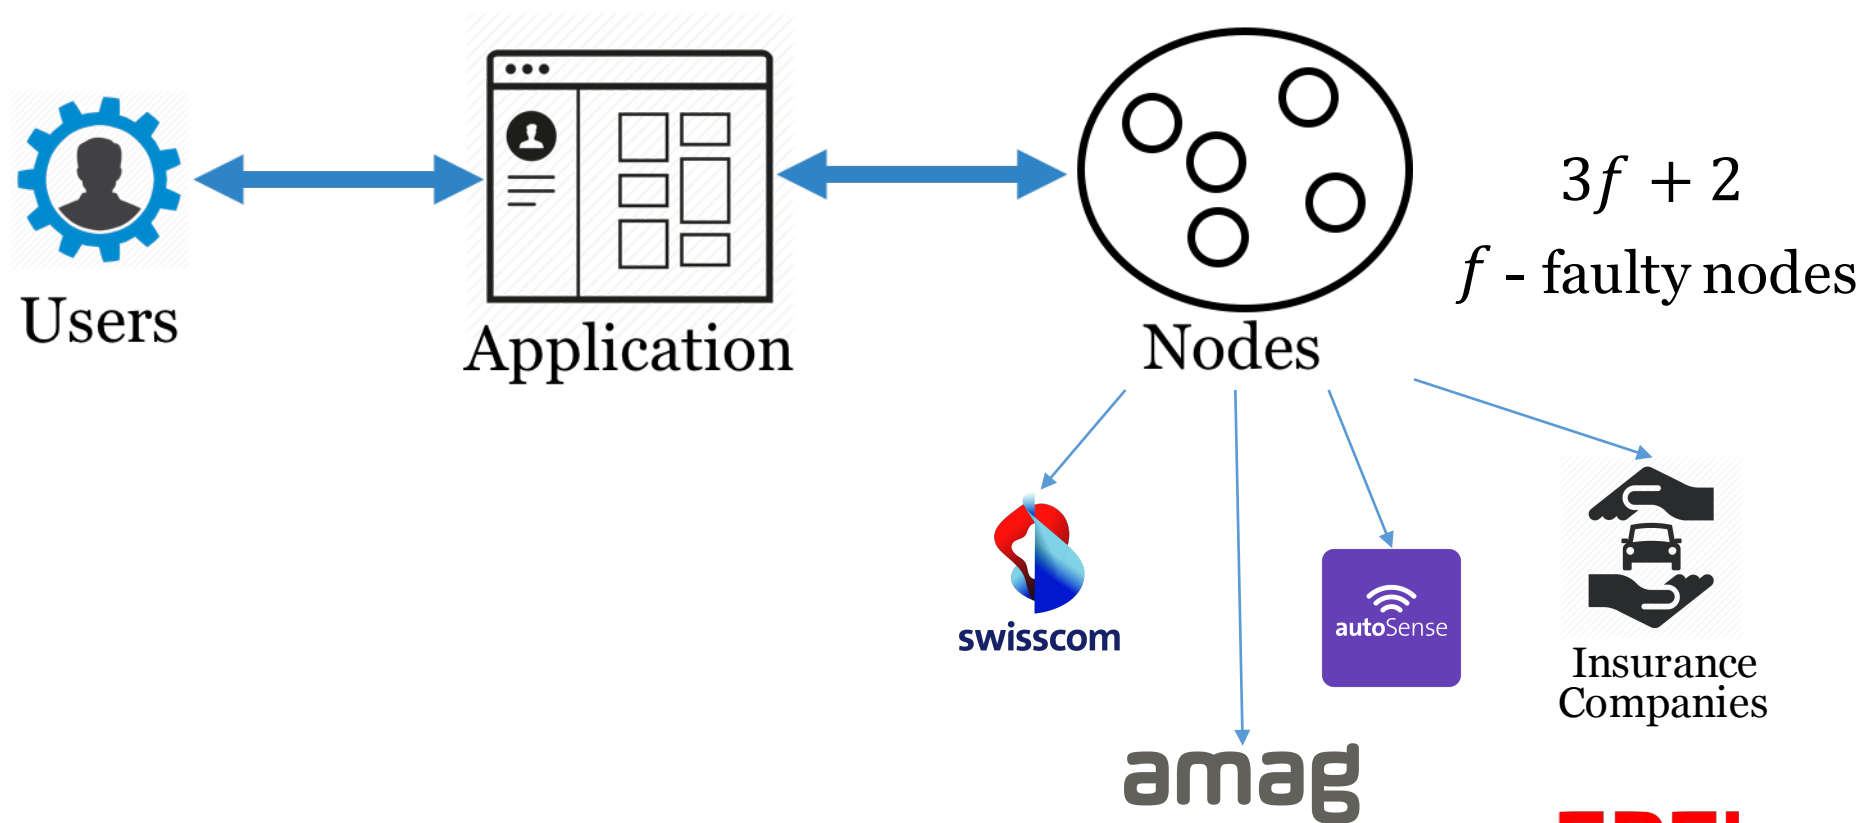 Users
Application
Nodes
3f + 2
f - faulty nodes
swisscom
autoSense
Insurance
Companies
amag